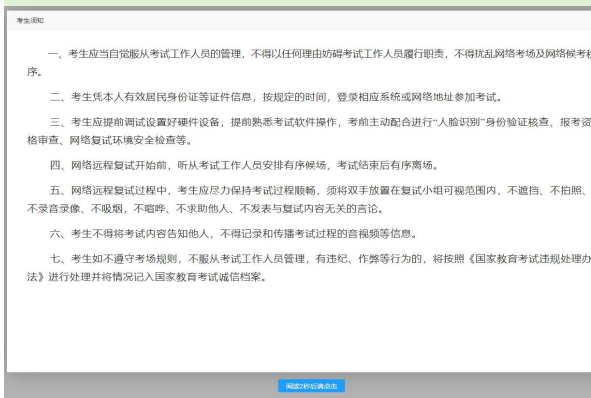 考生须知
一、考生应当自觉服从考试工作人员的管理，不得以任何理由妨碍考试工作人员履行职责，不得扰乱网络考场及网络候考秩
序。
二、考生凭本人有效居民身份证等证件信息，按规定的时间，登录相应系统或网络地址参加考试。
三、考生应提前调试设置好硬件设备，提前熟悉考试软件操作，考前主动配合进行“人脸识别”身份验证核查、报考资
格审查、网络复试环境安全检查等。
四、网络远程复试开始前，听从考试工作人员安排有序候场，考试结束后有序离场。
五、网络远程复试过程中，考生应尽力保持考试过程顺畅，须将双手放置在复试小组可视范围内，不遮挡、不拍照、
不录音录像、不吸烟，不喧哗、不求助他人、不发表与复试内容无关的言论。
六、考生不得将考试内容告知他人，不得记录和传播考试过程的音视频等信息。
七、考生如不遵守考场规则，不服从考试工作人员管理，有违纪、作弊等行为的，将按照《国家教育考试违规处理办
法》进行处理并将情况记入国家教育考试诚信档案。
阅读2秒后请点击